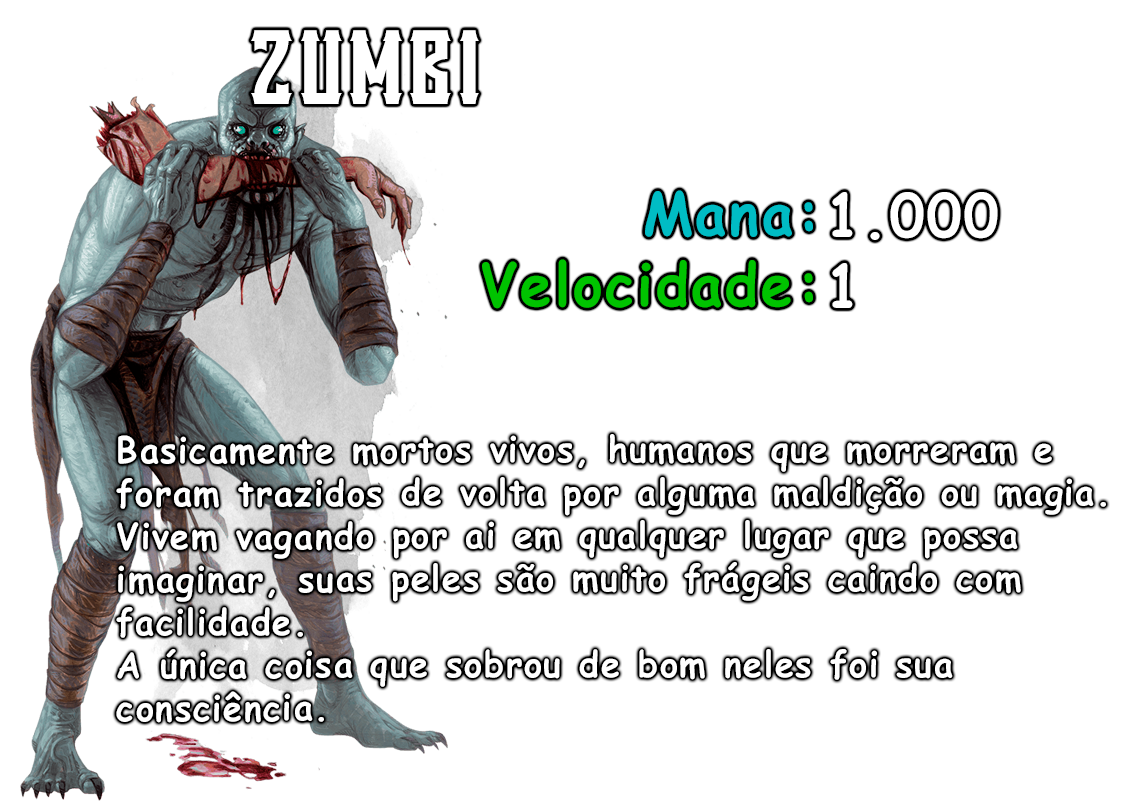 ZUMBI
Mana:1.000
Velocidade:1
Basicamente mortos vivos, humanos que morreram e
foram trazidos de volta por alguma maldição ou magia.
Vivem vagando por ai em qualquer lugar que possa
imaginar, suas peles são muito frágeis caindo com
facilidade.
A única coisa que sobrou de bom neles foi sua
consciência.